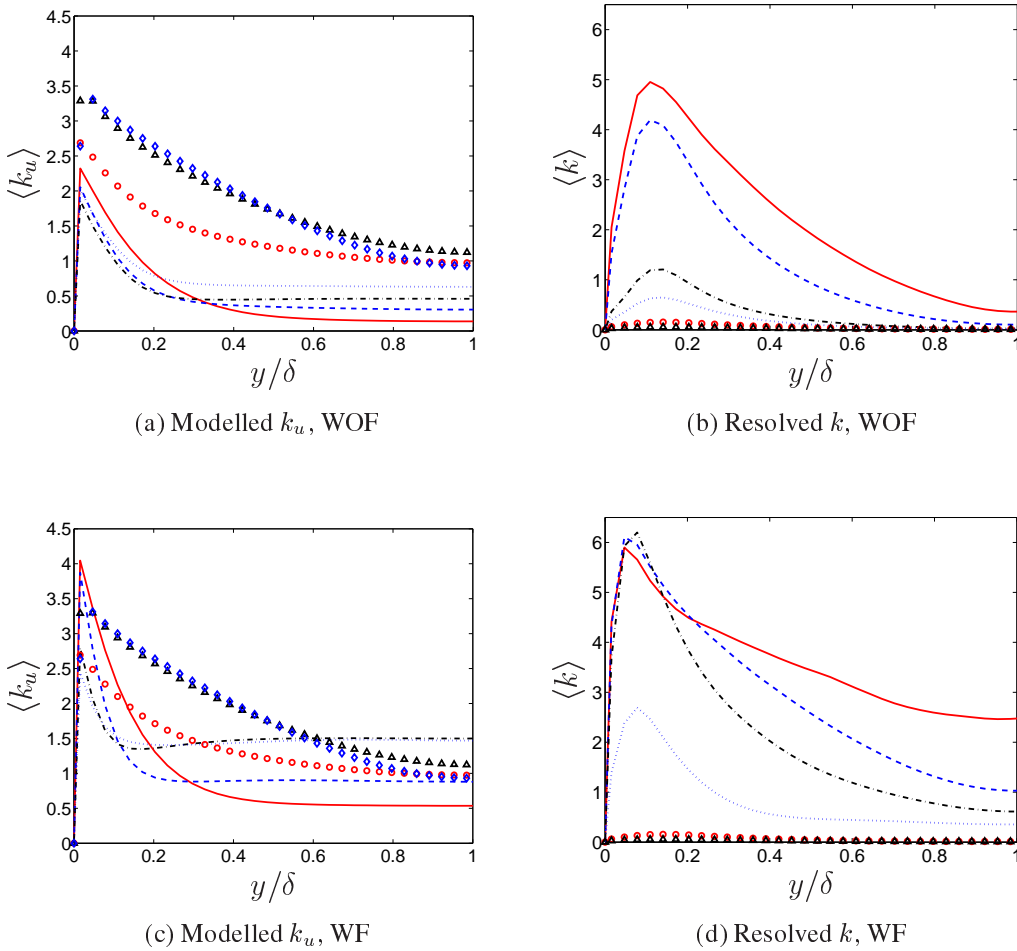 4.5
4
3.5
3
2.5
2
1.5
1
0.5
0
⟨k_u⟩
0 0.2 0.4 0.6 0.8 1
y/δ
(a) Modelled k_u, WOF
6
5
4
3
2
1
0
⟨k⟩
0 0.2 0.4 0.6 0.8 1
y/δ
(b) Resolved k, WOF
4.5
4
3.5
3
2.5
2
1.5
1
0.5
0
⟨k_u⟩
0 0.2 0.4 0.6 0.8 1
y/δ
(c) Modelled k_u, WF
6
5
4
3
2
1
0
⟨k⟩
0 0.2 0.4 0.6 0.8 1
y/δ
(d) Resolved k, WF